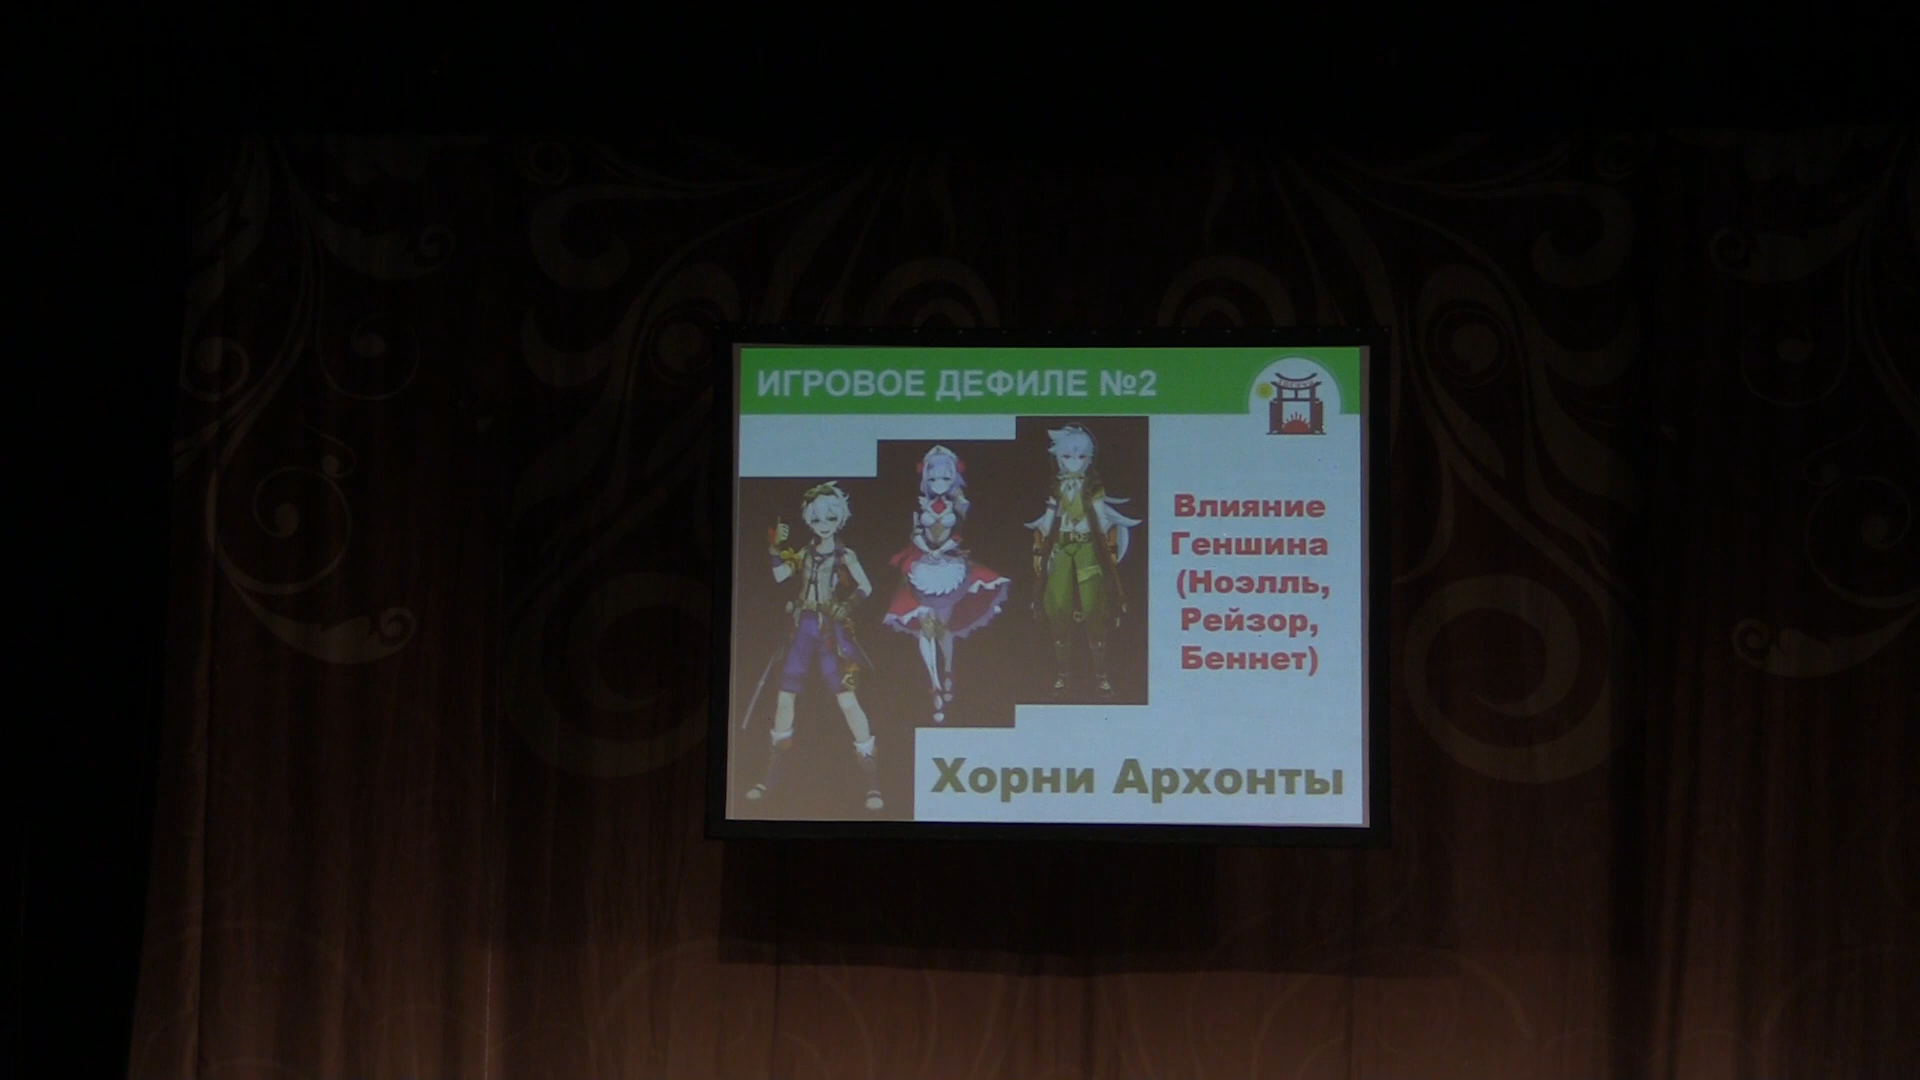 ИГРОВОЕ ДЕФИЛЕ №2
Влияние
Геншина
(Ноэлль,
Рейзор,
Беннет)
Хорни Архонты